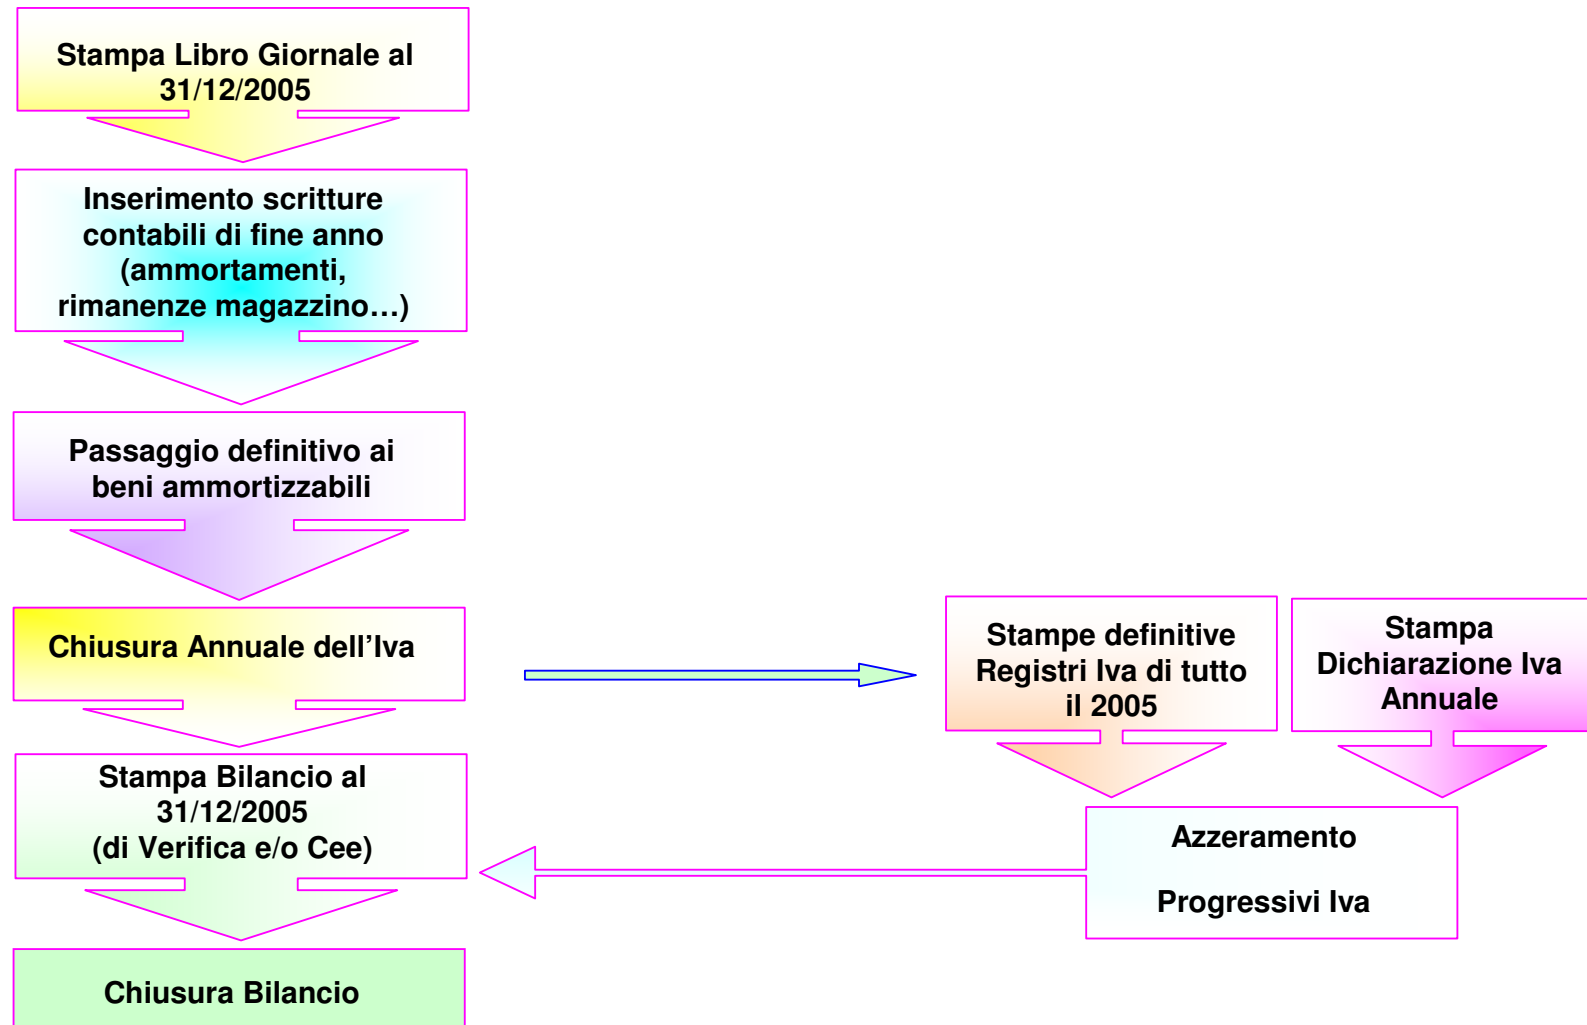 Stampa Libro Giornale al
31/12/2005
Inserimento scritture
contabili di fine anno
(ammortamenti,
rimanenze magazzino…)
Passaggio definitivo ai
beni ammortizzabili
Chiusura Annuale dell'Iva
Stampe definitive
Registri Iva di tutto
il 2005
Stampa
Dichiarazione Iva
Annuale
Stampa Bilancio al
31/12/2005
(di Verifica e/o Cee)
Azzeramento
Progressivi Iva
Chiusura Bilancio